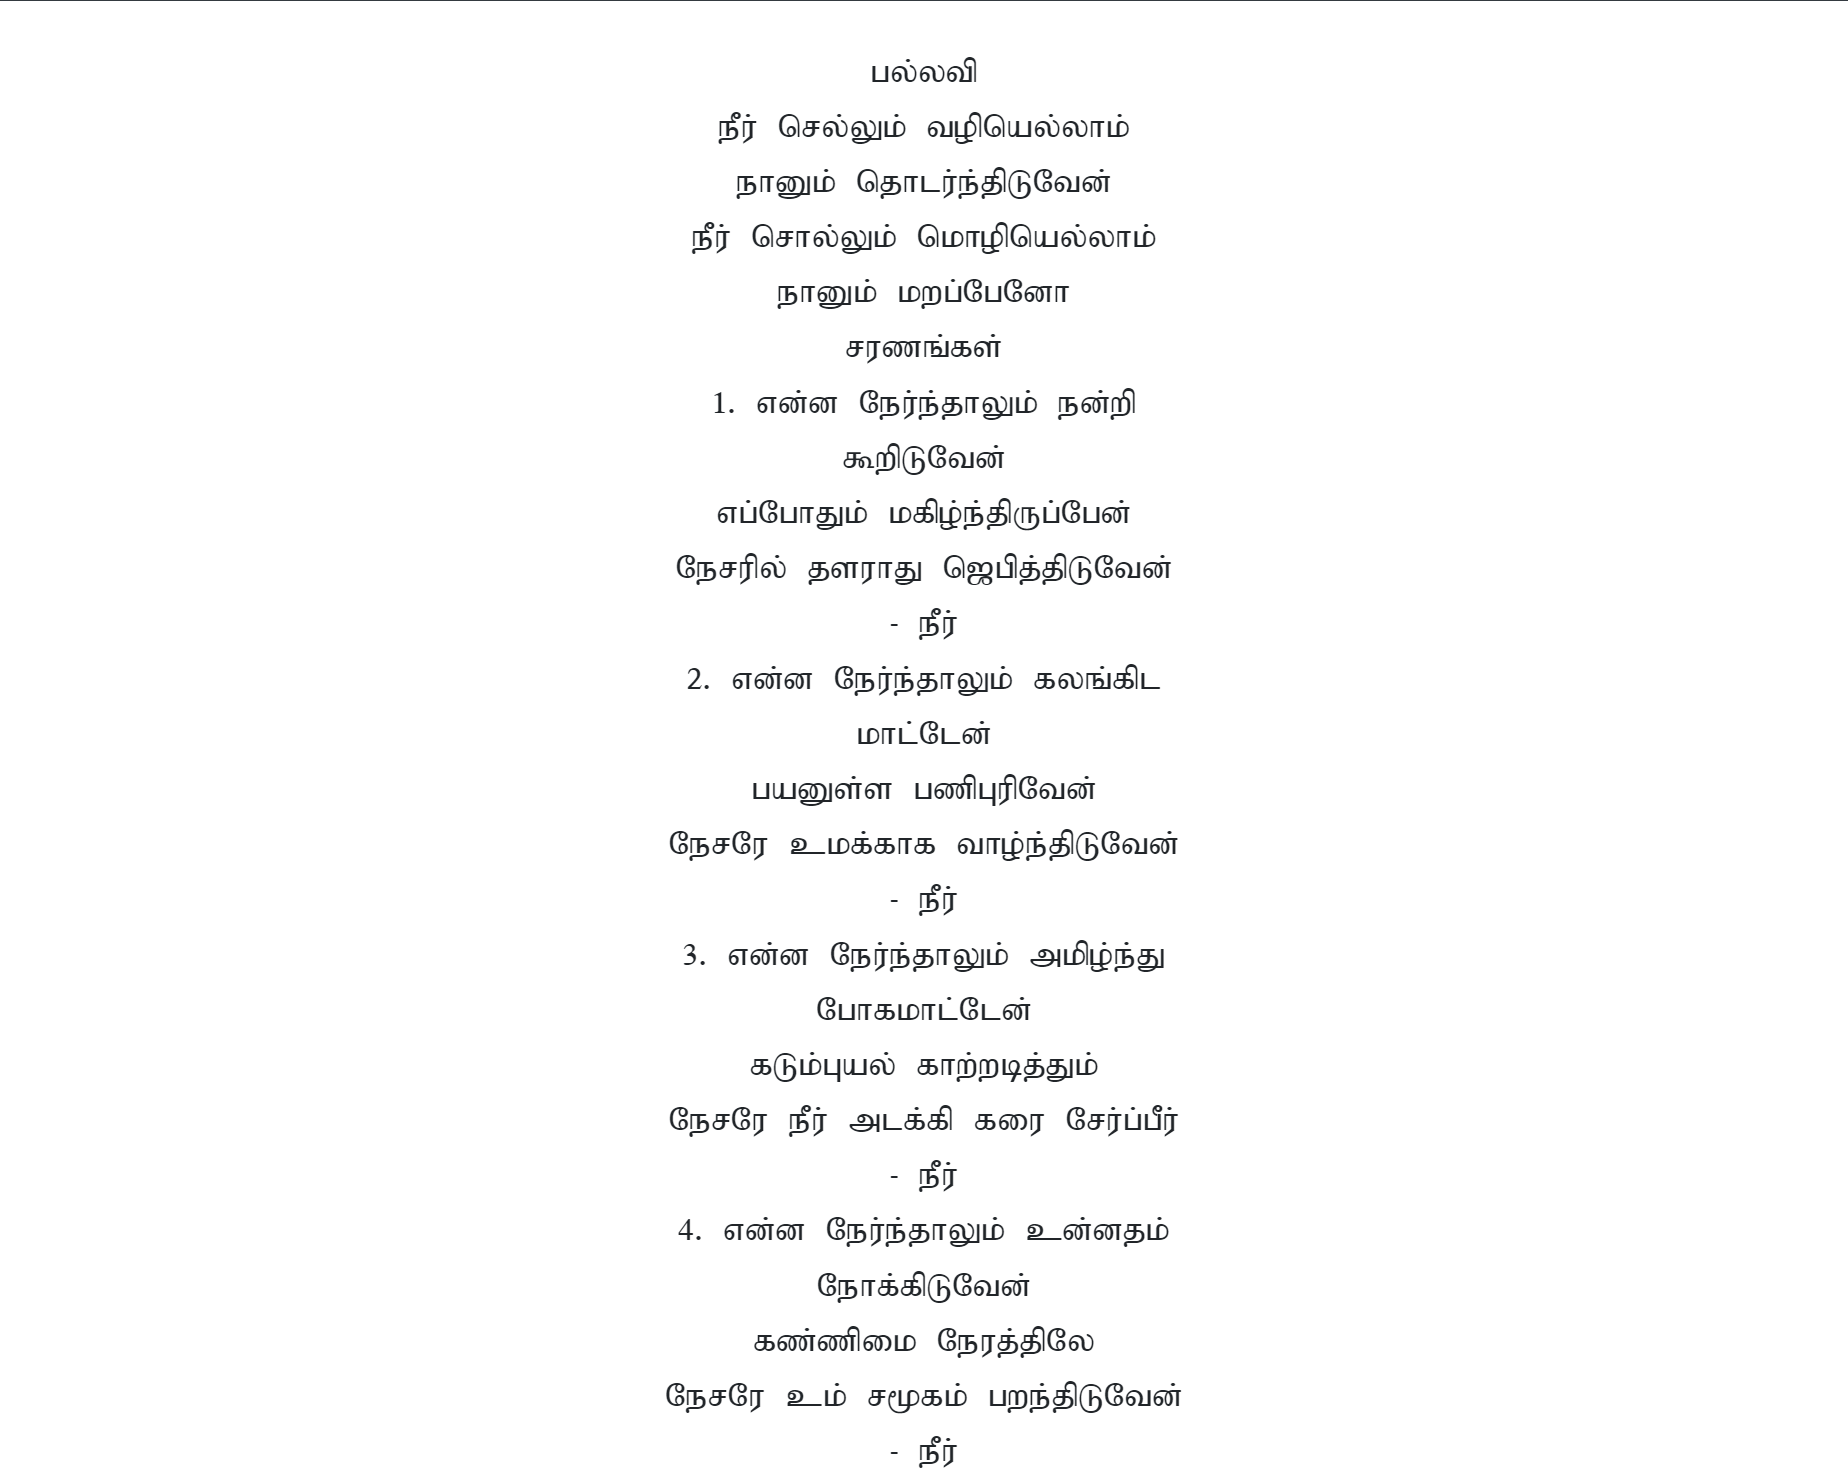 பல்லவி
நீர் செல்லும் வழியெல்லாம்
நானும் தொடர்ந்திடுவேன்
நீர் சொல்லும் மொழியெல்லாம்
நானும் மறப்பேனோ
சரணங்கள்
1. என்ன நேர்ந்தாலும் நன்றி
கூறிடுவேன்
எப்போதும் மகிழ்ந்திருப்பேன்
நேசரில் தளராது ஜெபித்திடுவேன்
- நீர்
2. என்ன நேர்ந்தாலும் கலங்கிட
மாட்டேன்
பயனுள்ள பணிபுரிவேன்
நேசரே உமக்காக வாழ்ந்திடுவேன்
- நீர்
3. என்ன நேர்ந்தாலும் அமிழ்ந்து
போகமாட்டேன்
கடும்புயல் காற்றடித்தும்
நேசரே நீர் அடக்கி கரை சேர்ப்பீர்
- நீர்
4. என்ன நேர்ந்தாலும் உன்னதம்
நோக்கிடுவேன்
கண்ணிமை நேரத்திலே
நேசரே உம் சமூகம் பறந்திடுவேன்
- நீர்